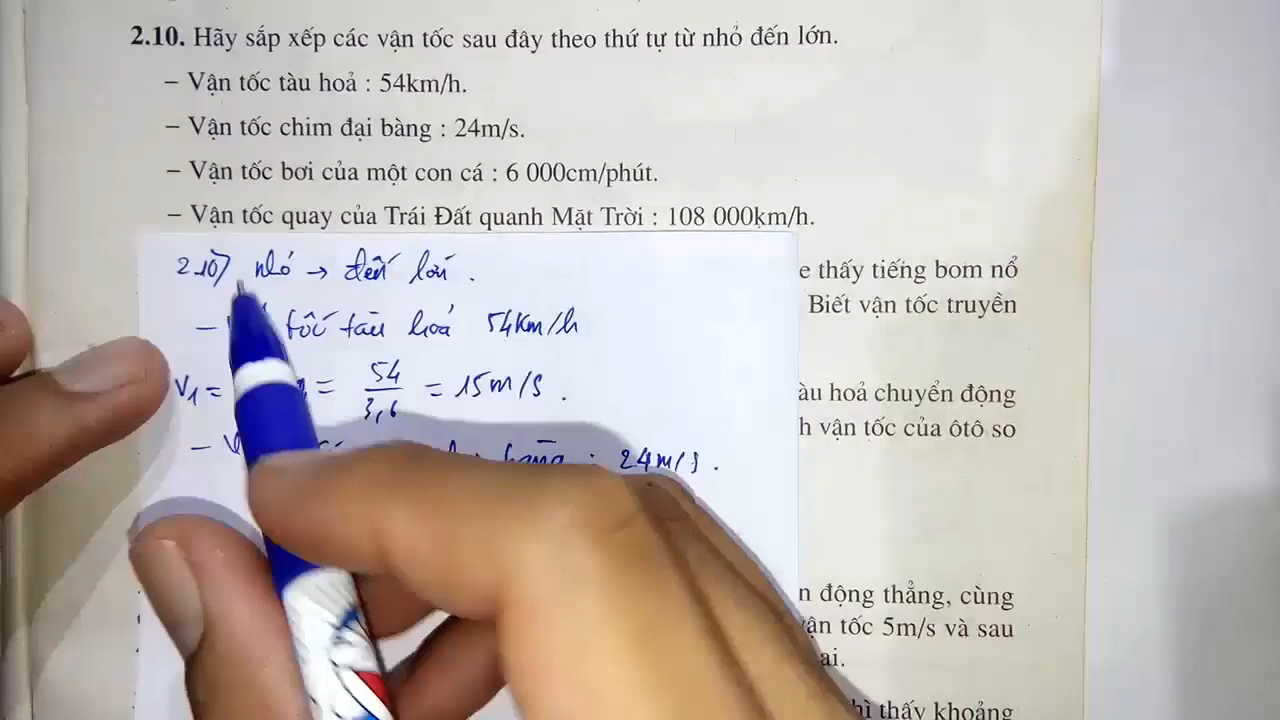 2.10. Hãy sắp xếp các vận tốc sau đây theo thứ tự từ nhỏ đến lớn.
– Vận tốc tàu hoả : 54km/h.
– Vận tốc chim đại bàng : 24m/s.
– Vận tốc bơi của một con cá : 6 000cm/phút.
– Vận tốc quay của Trái Đất quanh Mặt Trời : 108 000km/h.
2.10) nhỏ → đến lớn.
e thấy tiếng bom nổ
Biết vận tốc truyền
– tốc tàu hoả 54km/h
V1 = = 54/3,6 = 15m/s.
àu hoả chuyển động
h vận tốc của ôtô so
– bàng : 24m/s.
n động thẳng, cùng
vận tốc 5m/s và sau
ai.
hì thấy khoảng